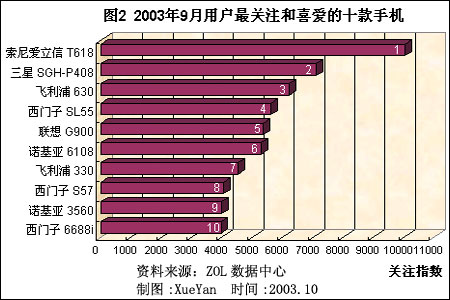 图2 2003年9月用户最关注和喜爱的十款手机
索尼爱立信 T618 1
三星 SGH-P408 2
飞利浦 630 3
西门子 SL55 4
联想 G900 5
诺基亚 6108 6
飞利浦 330 7
西门子 S57 8
诺基亚 3560 9
西门子 6688i 10
0 1000 2000 3000 4000 5000 6000 7000 8000 9000 10000 11000
资料来源: ZOL 数据中心 关注指数
制图 :XueYan 时间 :2003.10